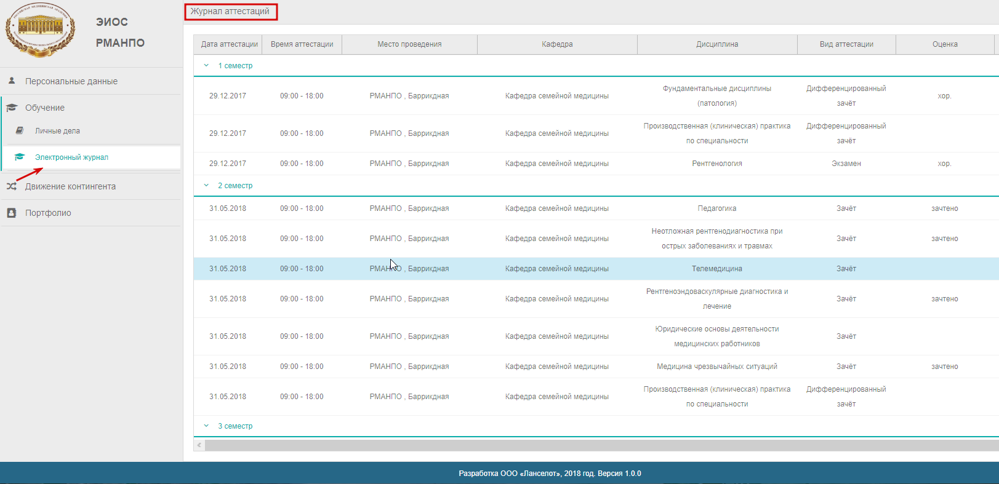 ЭИОС
РМАНПО
Персональные данные
Обучение
Личные дела
Электронный журнал
Движение контингента
Портфолио
Журнал аттестаций
Дата аттестации Время аттестации Место проведения Кафедра Дисциплина Вид аттестации Оценка
1 семестр
29.12.2017 09:00 - 18:00 РМАНПО , Баррикдная Кафедра семейной медицины Фундаментальные дисциплины (патология) Дифференцированный зачёт хор.
29.12.2017 09:00 - 18:00 РМАНПО , Баррикдная Кафедра семейной медицины Производственная (клиническая) практика по специальности Дифференцированный зачёт
29.12.2017 09:00 - 18:00 РМАНПО , Баррикдная Кафедра семейной медицины Рентгенология Экзамен хор.
2 семестр
31.05.2018 09:00 - 18:00 РМАНПО , Баррикдная Кафедра семейной медицины Педагогика Зачёт зачтено
31.05.2018 09:00 - 18:00 РМАНПО , Баррикдная Кафедра семейной медицины Неотложная рентгенодиагностика при острых заболеваниях и травмах Зачёт зачтено
31.05.2018 09:00 - 18:00 РМАНПО , Баррикдная Кафедра семейной медицины Телемедицина Зачёт
31.05.2018 09:00 - 18:00 РМАНПО , Баррикдная Кафедра семейной медицины Рентгеноэндоваскулярные диагностика и лечение Зачёт зачтено
31.05.2018 09:00 - 18:00 РМАНПО , Баррикдная Кафедра семейной медицины Юридические основы деятельности медицинских работников Зачёт
31.05.2018 09:00 - 18:00 РМАНПО , Баррикдная Кафедра семейной медицины Медицина чрезвычайных ситуаций Зачёт зачтено
31.05.2018 09:00 - 18:00 РМАНПО , Баррикдная Кафедра семейной медицины Производственная (клиническая) практика по специальности Дифференцированный зачёт
3 семестр
Разработка ООО «Ланселот», 2018 год. Версия 1.0.0